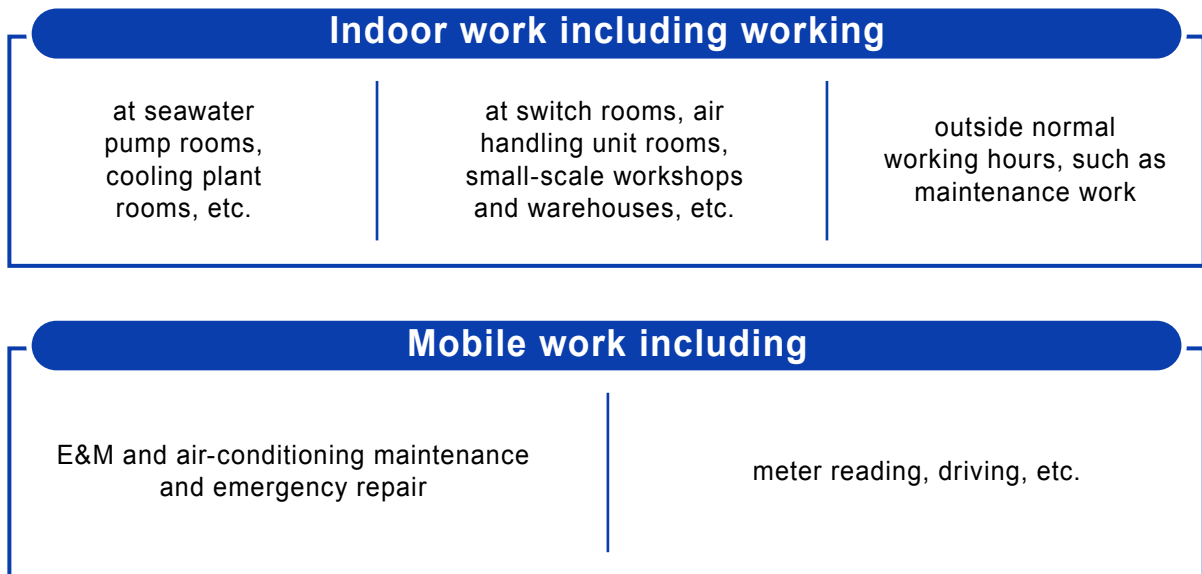 Indoor work including working
at seawater
pump rooms,
cooling plant
rooms, etc.
at switch rooms, air
handling unit rooms,
small-scale workshops
and warehouses, etc.
outside normal
working hours, such as
maintenance work
Mobile work including
E&M and air-conditioning maintenance
and emergency repair
meter reading, driving, etc.